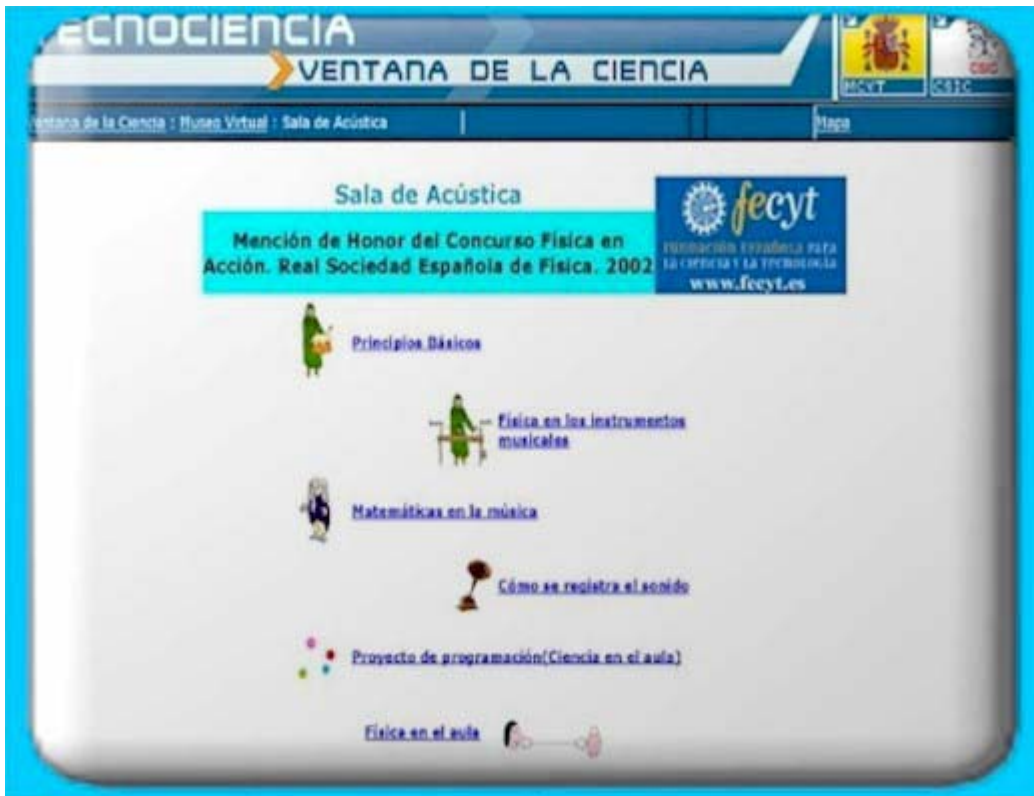 ECNOCIENCIA
VENTANA DE LA CIENCIA
MCYT
CSIC
CSIC
Ventana de la Ciencia : Museo Virtual : Sala de Acústica
Mapa
Sala de Acústica
Mención de Honor del Concurso Física en
Acción. Real Sociedad Española de Física. 2002
fecyt
FUNDACIÓN ESPAÑOLA PARA
LA CIENCIA Y LA TECNOLOGÍA
www.fecyt.es
Principios Básicos
Física en los instrumentos
musicales
Matemáticas en la música
Cómo se registra el sonido
Proyecto de programación(Ciencia en el aula)
Física en el aula